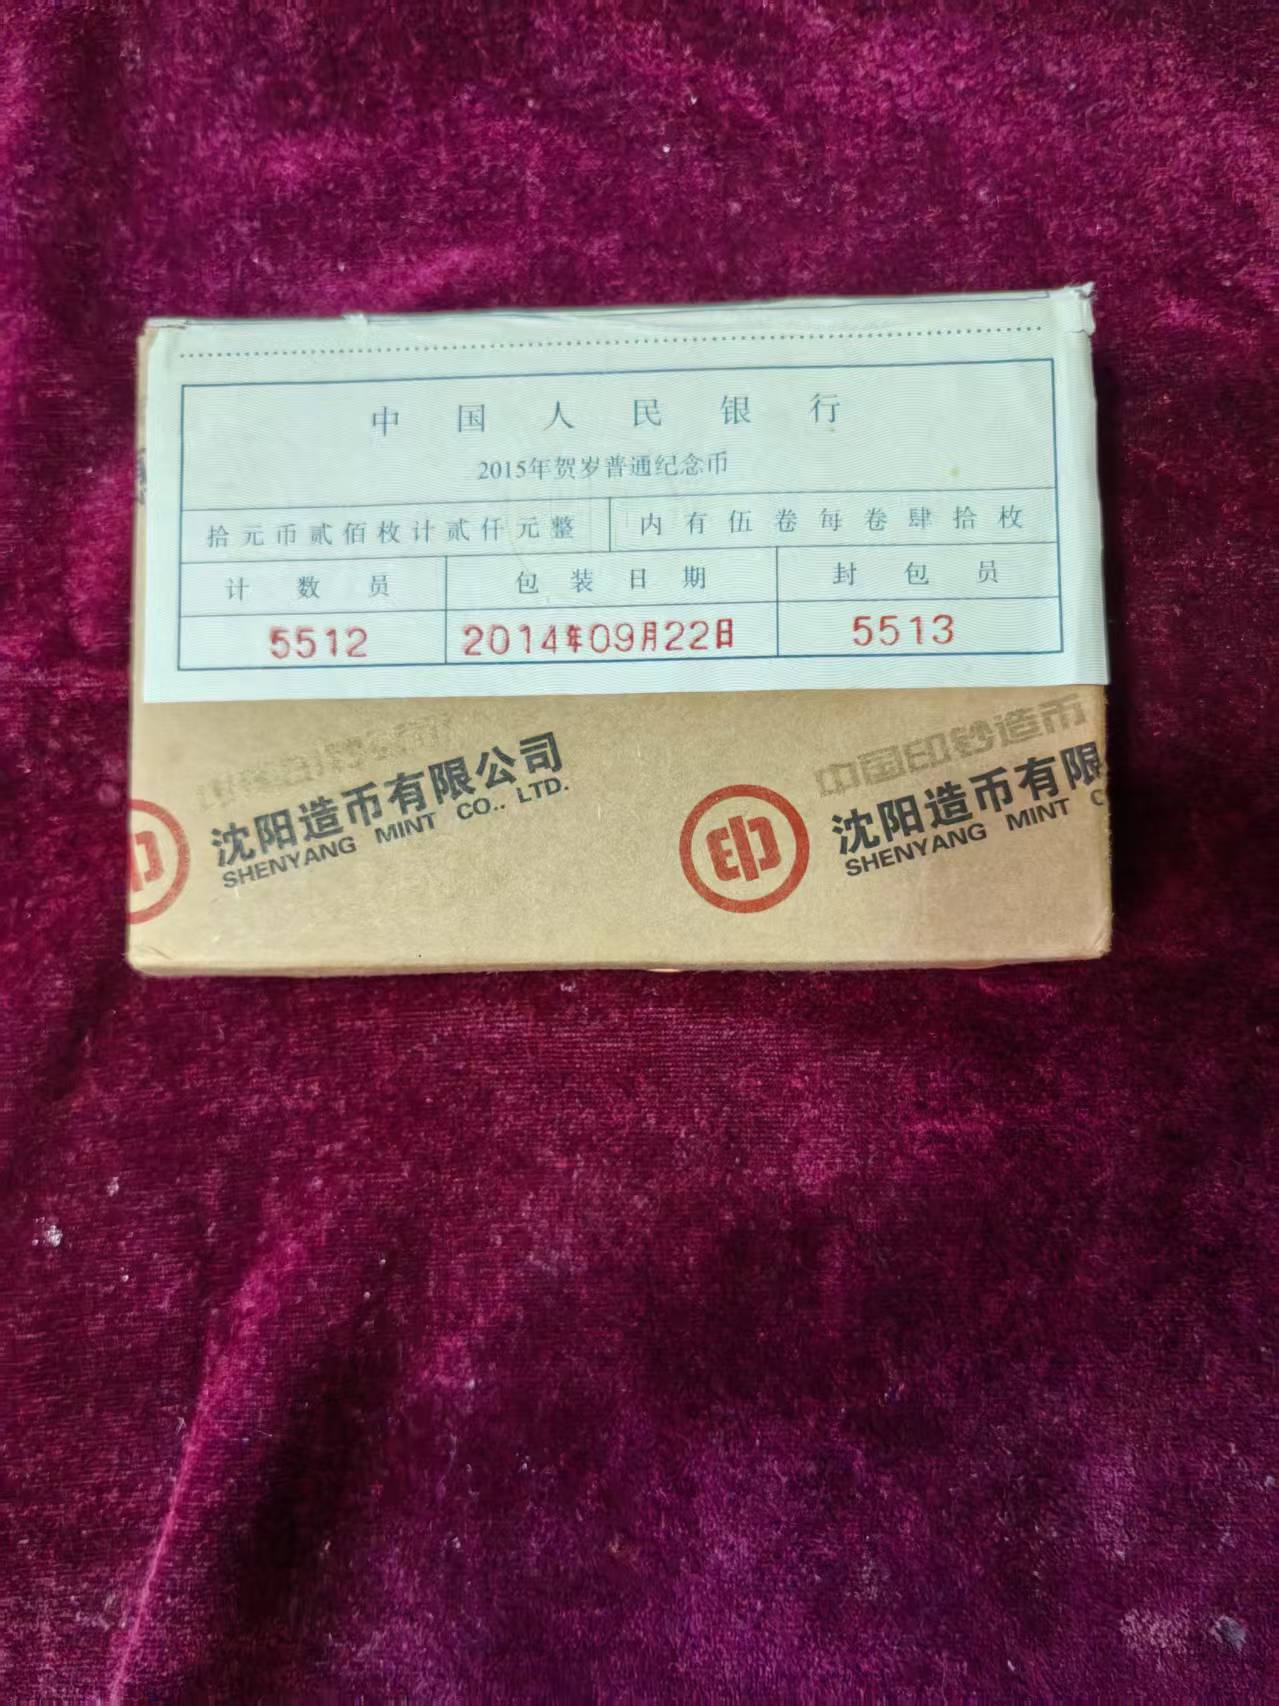 中国人民银行
2015年贺岁普通纪念币
拾元币贰佰枚计贰仟元整 内有伍卷每卷肆拾枚
计数员 包装日期 封包员
5512 2014年09月22日 5513
中国印钞造币
沈阳造币有限公司
SHENYANG MINT CO., LTD.
沈阳造币有限
SHENYANG MINT C